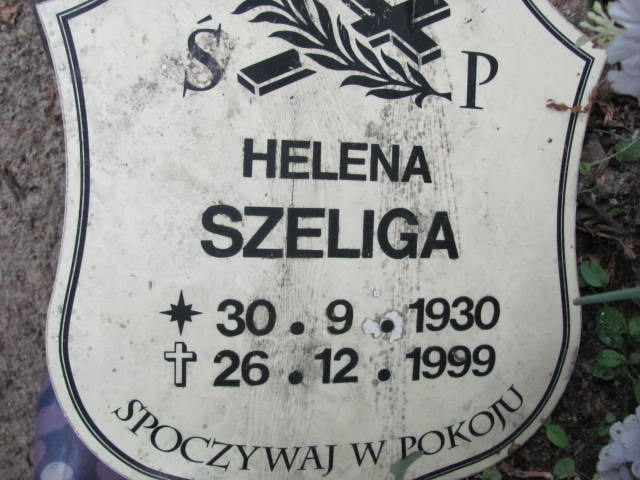 Ś P
HELENA
SZELIGA
30.9.1930
26.12.1999
SPOCZYWAJ W POKOJU